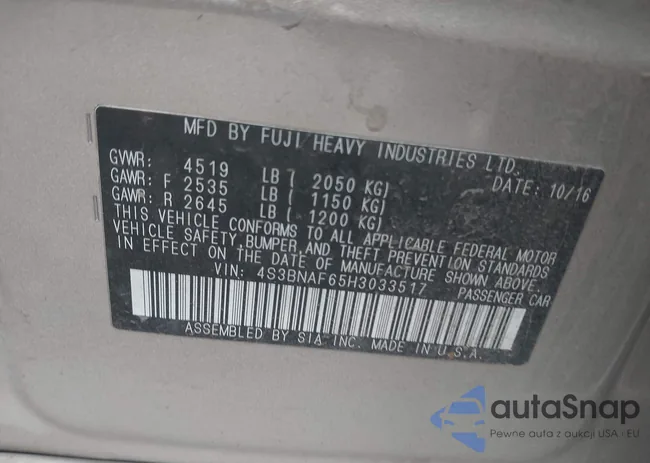 MFD BY FUJI HEAVY INDUSTRIES LTD.
GVWR: 4519 LB ( 2050 KG) DATE: 10/16
GAWR: F 2535 LB ( 1150 KG)
GAWR: R 2645 LB ( 1200 KG)
THIS VEHICLE CONFORMS TO ALL APPLICABLE FEDERAL MOTOR
VEHICLE SAFETY, BUMPER, AND THEFT PREVENTION STANDARDS
IN EFFECT ON THE DATE OF MANUFACTURE SHOWN ABOVE.
VIN: 4S3BNAF65H3033517 PASSENGER CAR
ASSEMBLED BY SIA INC. MADE IN U.S.A.
autoSnap
Pewne auta z aukcji USA i EU